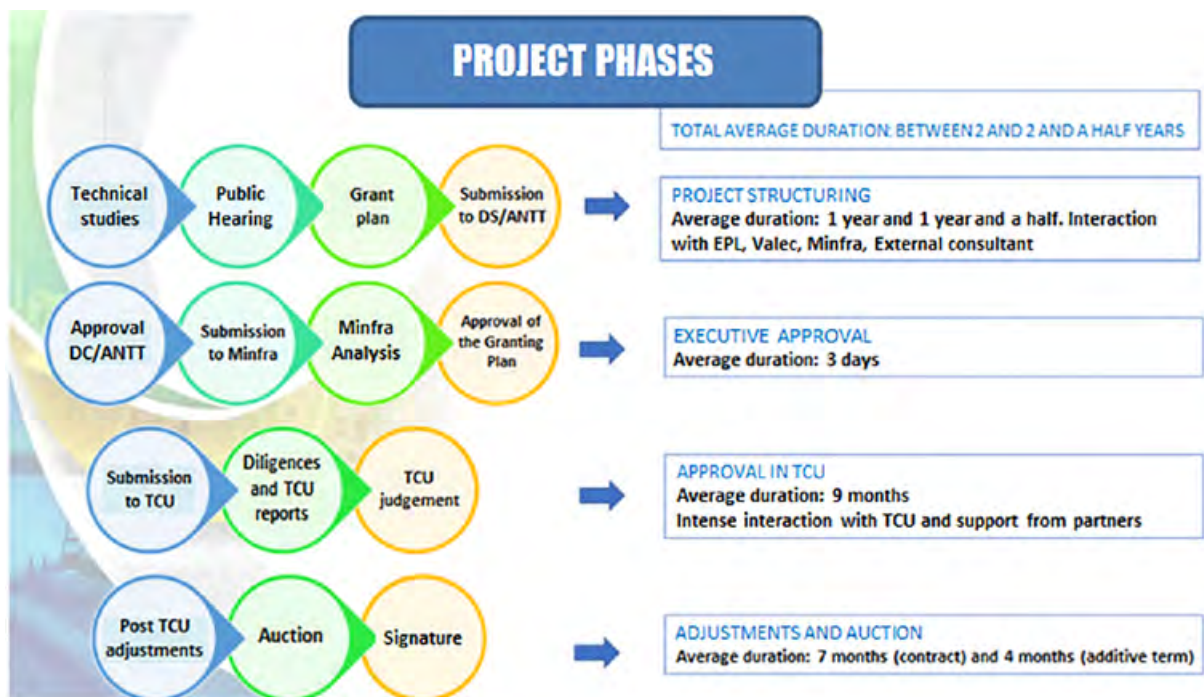 PROJECT PHASES
TOTAL AVERAGE DURATION: BETWEEN 2 AND 2 AND A HALF YEARS
Technical
studies
Public
Hearing
Grant
plan
Submission
to DS/ANTT
PROJECT STRUCTURING
Average duration: 1 year and 1 year and a half. Interaction
with EPL, Valec, Minfra, External consultant
Approval
DC/ANTT
Submission
to Minfra
Minfra
Analysis
Approval of
the Granting
Plan
EXECUTIVE APPROVAL
Average duration: 3 days
Submission
to TCU
Diligences
and TCU
reports
TCU
judgement
APPROVAL IN TCU
Average duration: 9 months
Intense interaction with TCU and support from partners
Post TCU
adjustments
Auction
Signature
ADJUSTMENTS AND AUCTION
Average duration: 7 months (contract) and 4 months (additive term)